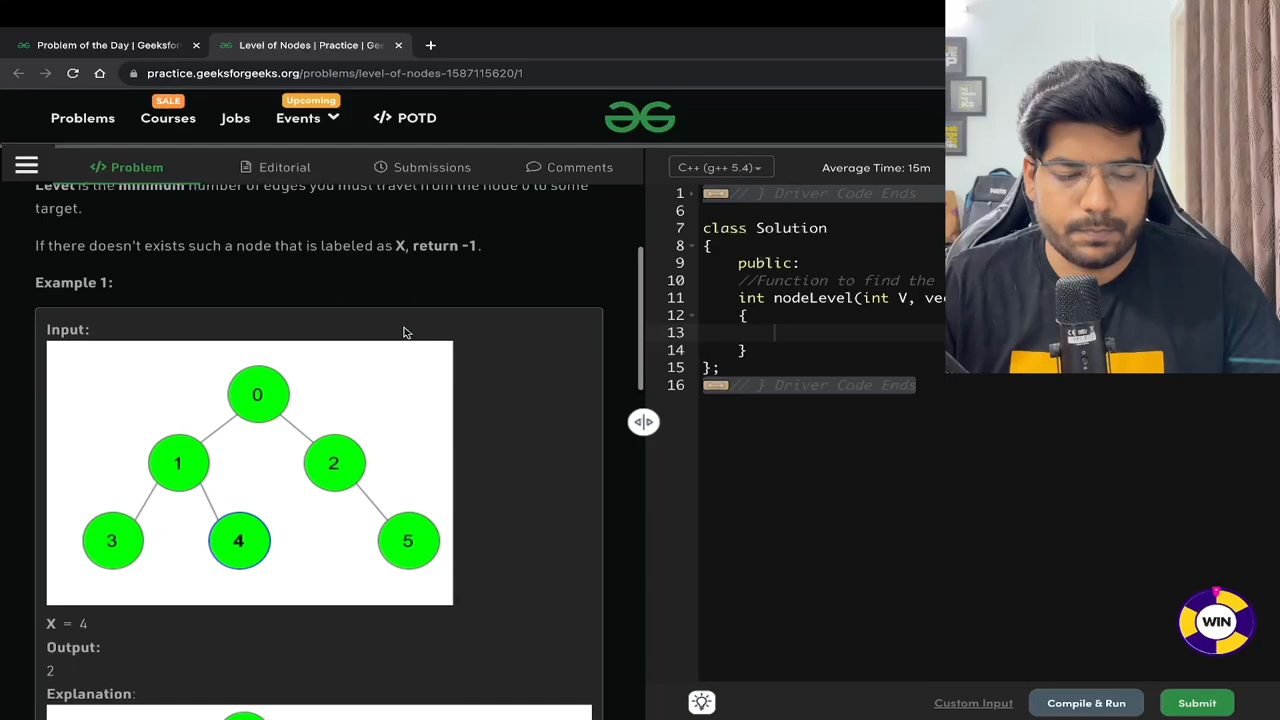 Problem of the Day | Geeksfor
Level of Nodes | Practice | Gee
practice.geeksforgeeks.org/problems/level-of-nodes-1587115620/1
SALE
Upcoming
Problems
Courses
Jobs
Events
</> POTD
</> Problem
Editorial
Submissions
Comments
C++ (g++ 5.4)
Average Time: 15m
Level is the minimum number of edges you must travel from the node 0 to some
target.
If there doesn't exists such a node that is labeled as X, return -1.
Example 1:
Input:
0
1 2
3 4 5
X = 4
Output:
2
Explanation:
1 // } Driver Code Ends
6
7 class Solution
8 {
9 public:
10 //Function to find the
11 int nodeLevel(int V, vec
12 {
13
14 }
15 };
16 // } Driver Code Ends
WIN
Custom Input
Compile & Run
Submit